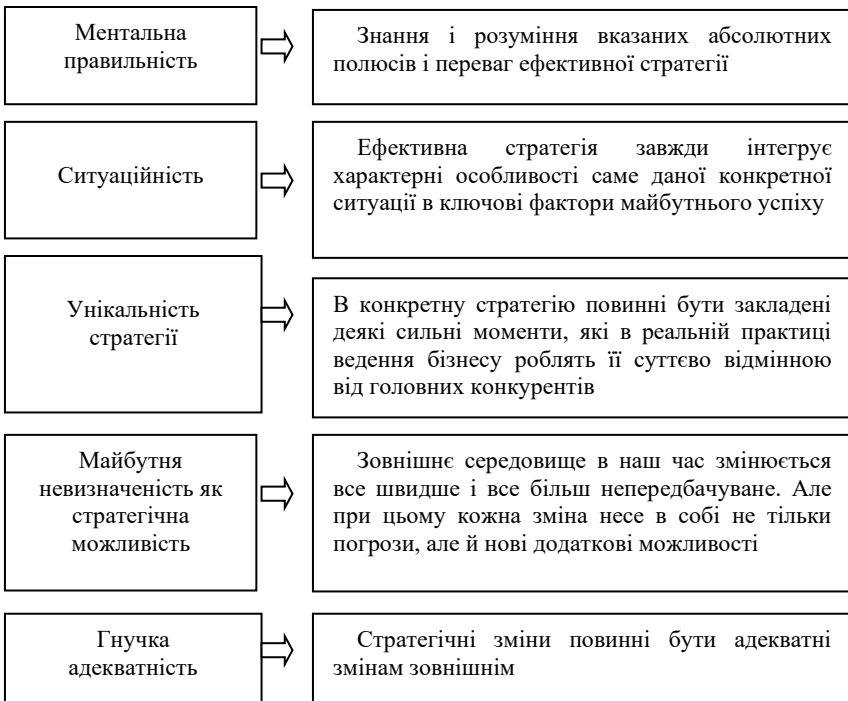 Ментальна
правильність
Знання і розуміння вказаних абсолютних
полюсів і переваг ефективної стратегії
Ситуаційність
Ефективна стратегія завжди інтегрує
характерні особливості саме даної конкретної
ситуації в ключові фактори майбутнього успіху
Унікальність
стратегії
В конкретну стратегію повинні бути закладені
деякі сильні моменти, які в реальній практиці
ведення бізнесу роблять її суттєво відмінною
від головних конкурентів
Майбутня
невизначеність як
стратегічна
можливість
Зовнішнє середовище в наш час змінюється
все швидше і все більш непередбачуване. Але
при цьому кожна зміна несе в собі не тільки
погрози, але й нові додаткові можливості
Гнучка
адекватність
Стратегічні зміни повинні бути адекватні
змінам зовнішнім